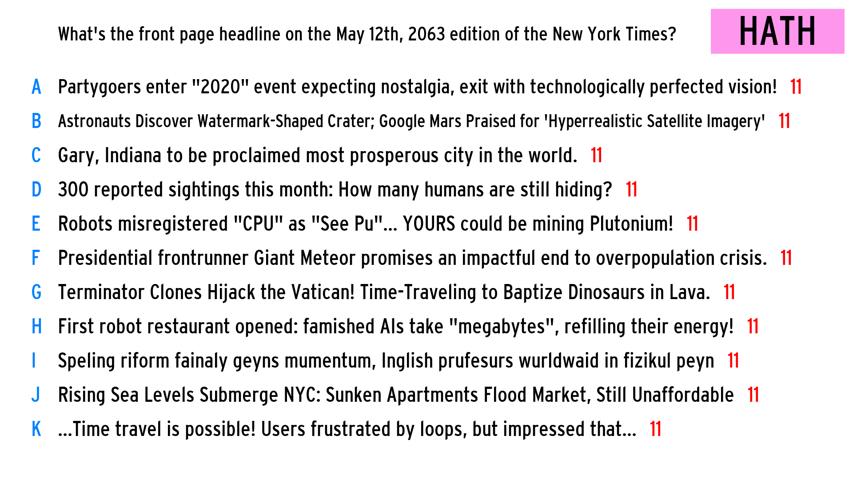 What's the front page headline on the May 12th, 2063 edition of the New York Times?
HATH
A Partygoers enter "2020" event expecting nostalgia, exit with technologically perfected vision! 11
B Astronauts Discover Watermark-Shaped Crater; Google Mars Praised for 'Hyperrealistic Satellite Imagery' 11
C Gary, Indiana to be proclaimed most prosperous city in the world. 11
D 300 reported sightings this month: How many humans are still hiding? 11
E Robots misregistered "CPU" as "See Pu"... YOURS could be mining Plutonium! 11
F Presidential frontrunner Giant Meteor promises an impactful end to overpopulation crisis. 11
G Terminator Clones Hijack the Vatican! Time-Traveling to Baptize Dinosaurs in Lava. 11
H First robot restaurant opened: famished AIs take "megabytes", refilling their energy! 11
I Speling riform fainaly geyns mumentum, Inglish prufesurs wurldwaid in fizikul peyn 11
J Rising Sea Levels Submerge NYC: Sunken Apartments Flood Market, Still Unaffordable 11
K ...Time travel is possible! Users frustrated by loops, but impressed that... 11